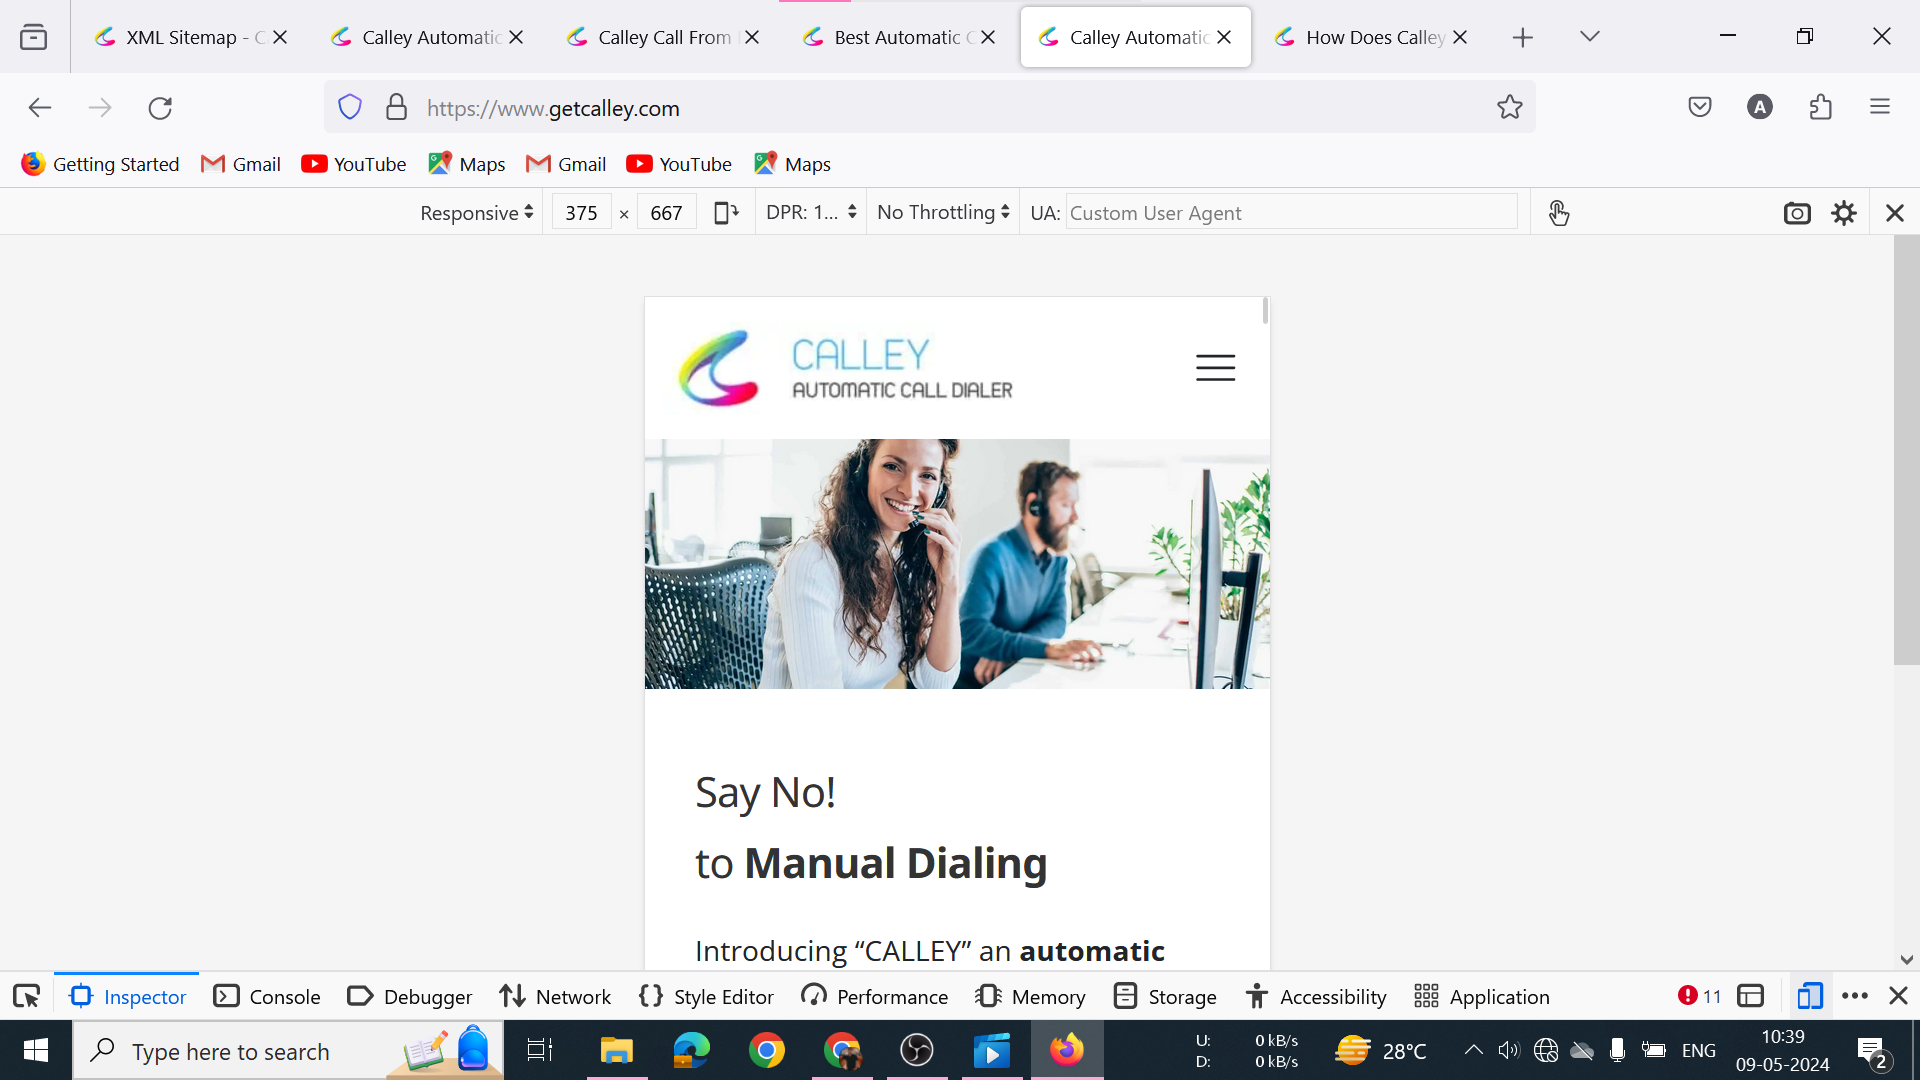 XML Sitemap - C
Calley Automatic
Calley Call From
Best Automatic C
Calley Automatic
How Does Calley
https://www.getcalley.com
A
Getting Started
Gmail
YouTube
Maps
Gmail
YouTube
Maps
Responsive
375 × 667
DPR: 1...
No Throttling
UA: Custom User Agent
CALLEY
AUTOMATIC CALL DIALER
Say No!
to Manual Dialing
Introducing “CALLEY” an automatic
Inspector
Console
Debugger
Network
Style Editor
Performance
Memory
Storage
Accessibility
Application
11
Type here to search
U: 0 kB/s
D: 0 kB/s
28°C
ENG
10:39
09-05-2024
2